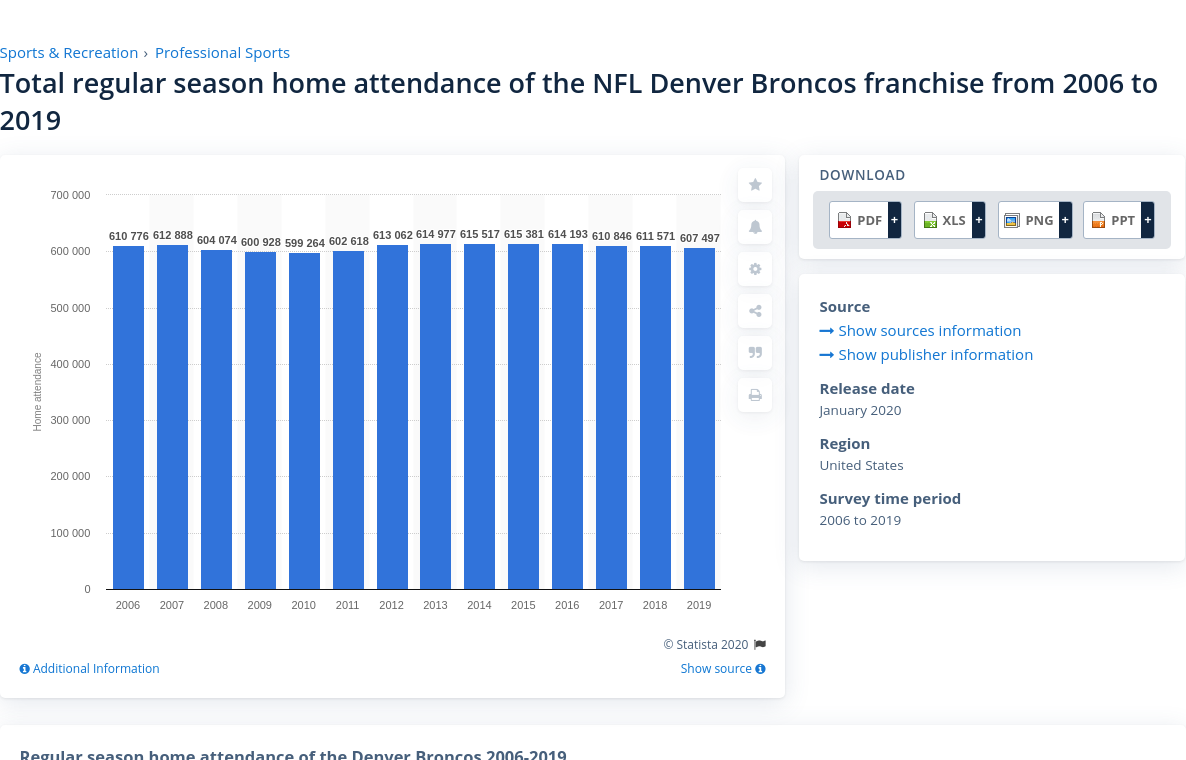 Sports & Recreation › Professional Sports
Total regular season home attendance of the NFL Denver Broncos franchise from 2006 to
2019
700 000
600 000
500 000
400 000
300 000
200 000
100 000
0
Home attendance
610 776 612 888 604 074 600 928 599 264 602 618 613 062 614 977 615 517 615 381 614 193 610 846 611 571 607 497
2006 2007 2008 2009 2010 2011 2012 2013 2014 2015 2016 2017 2018 2019
© Statista 2020
Additional Information
Show source
DOWNLOAD
PDF + XLS + PNG + PPT +
Source
Show sources information
Show publisher information
Release date
January 2020
Region
United States
Survey time period
2006 to 2019
Regular season home attendance of the Denver Broncos 2006-2019